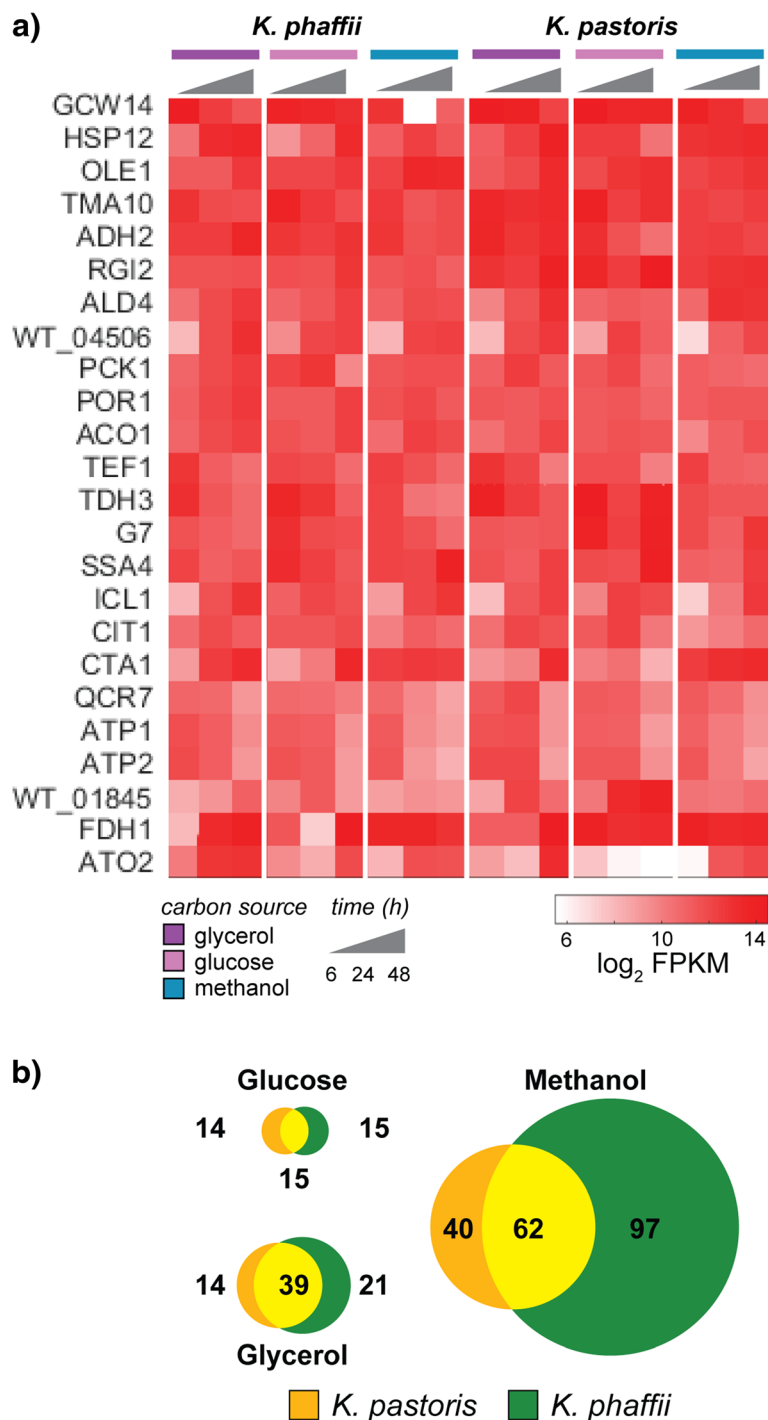 a)
K. phaffii K. pastoris
GCW14
HSP12
OLE1
TMA10
ADH2
RGI2
ALD4
WT_04506
PCK1
POR1
ACO1
TEF1
TDH3
G7
SSA4
ICL1
CIT1
CTA1
QCR7
ATP1
ATP2
WT_01845
FDH1
ATO2
carbon source time (h)
glycerol
glucose
methanol
6 24 48
6 10 14
log2 FPKM
b)
Glucose
14 15
15
Methanol
40 62 97
14 39 21
Glycerol
K. pastoris K. phaffii